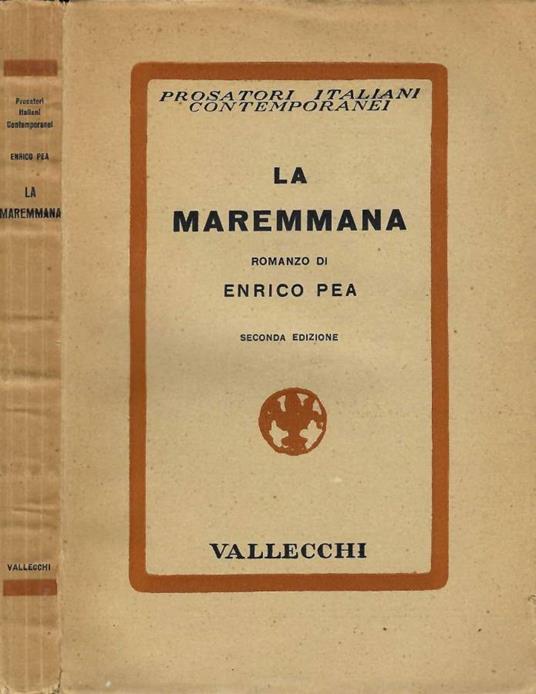 Prosatori
Italiani
Contemporanei
ENRICO PEA
LA
MAREMMANA
VALLECCHI
PROSATORI ITALIANI
CONTEMPORANEI
LA
MAREMMANA
ROMANZO DI
ENRICO PEA
SECONDA EDIZIONE
VALLECCHI